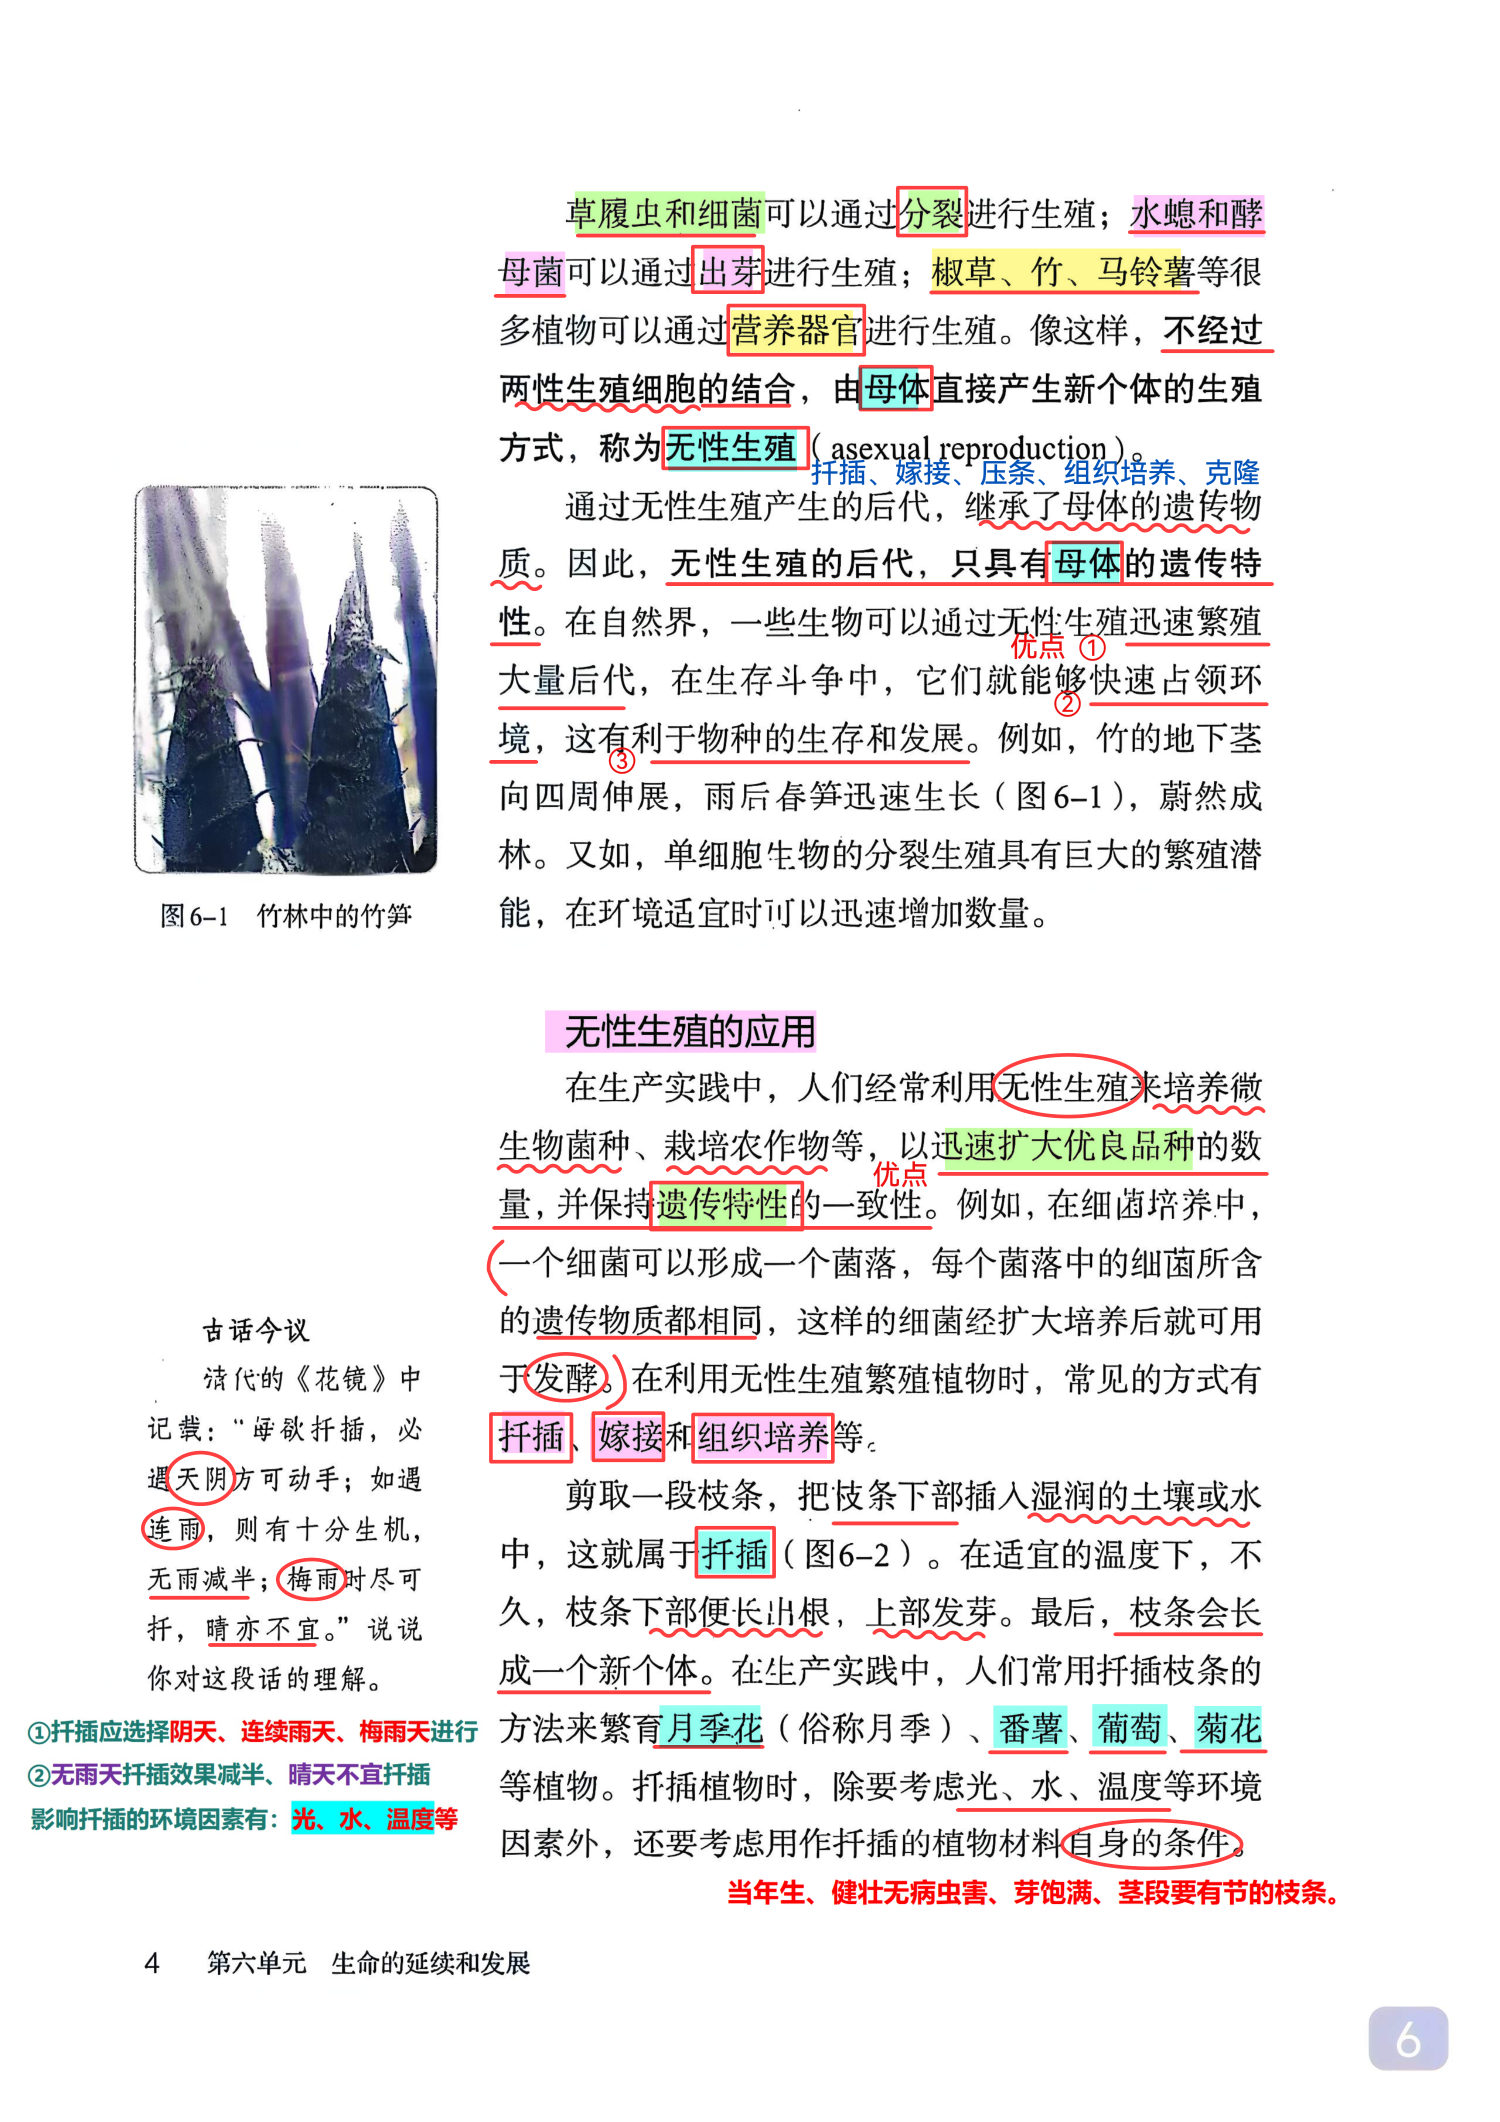 草履虫和细菌可以通过分裂进行生殖；水螅和酵
母菌可以通过出芽进行生殖；椒草、竹、马铃薯等很
多植物可以通过营养器官进行生殖。像这样，不经过
两性生殖细胞的结合，由母体直接产生新个体的生殖
方式，称为无性生殖（asexual reproduction）。
扦插、嫁接、压条、组织培养、克隆
通过无性生殖产生的后代，继承了母体的遗传物
质。因此，无性生殖的后代，只具有母体的遗传特
性。在自然界，一些生物可以通过无性生殖迅速繁殖
优点 ①
大量后代，在生存斗争中，它们就能够快速占领环
②
境，这有利于物种的生存和发展。例如，竹的地下茎
③
向四周伸展，雨后春笋迅速生长（图6-1），蔚然成
林。又如，单细胞生物的分裂生殖具有巨大的繁殖潜
能，在环境适宜时可以迅速增加数量。
图6-1 竹林中的竹笋
无性生殖的应用
在生产实践中，人们经常利用无性生殖来培养微
生物菌种、栽培农作物等，以迅速扩大优良品种的数
优点
量，并保持遗传特性的一致性。例如，在细菌培养中，
一个细菌可以形成一个菌落，每个菌落中的细菌所含
的遗传物质都相同，这样的细菌经扩大培养后就可用
于发酵。在利用无性生殖繁殖植物时，常见的方式有
扦插、嫁接和组织培养等。
剪取一段枝条，把枝条下部插入湿润的土壤或水
中，这就属于扦插（图6-2）。在适宜的温度下，不
久，枝条下部便长出根，上部发芽。最后，枝条会长
成一个新个体。在生产实践中，人们常用扦插枝条的
方法来繁育月季花（俗称月季）、番薯、葡萄、菊花
等植物。扦插植物时，除要考虑光、水、温度等环境
因素外，还要考虑用作扦插的植物材料自身的条件。
当年生、健壮无病虫害、芽饱满、茎段要有节的枝条。
古话今议
清代的《花镜》中
记载：“每欲扦插，必
遇天阴方可动手；如遇
连雨，则有十分生机，
无雨减半；梅雨时尽可
扦，晴亦不宜。”说说
你对这段话的理解。
①扦插应选择阴天、连续雨天、梅雨天进行
②无雨天扦插效果减半、晴天不宜扦插
影响扦插的环境因素有：光、水、温度等
4 第六单元 生命的延续和发展
6